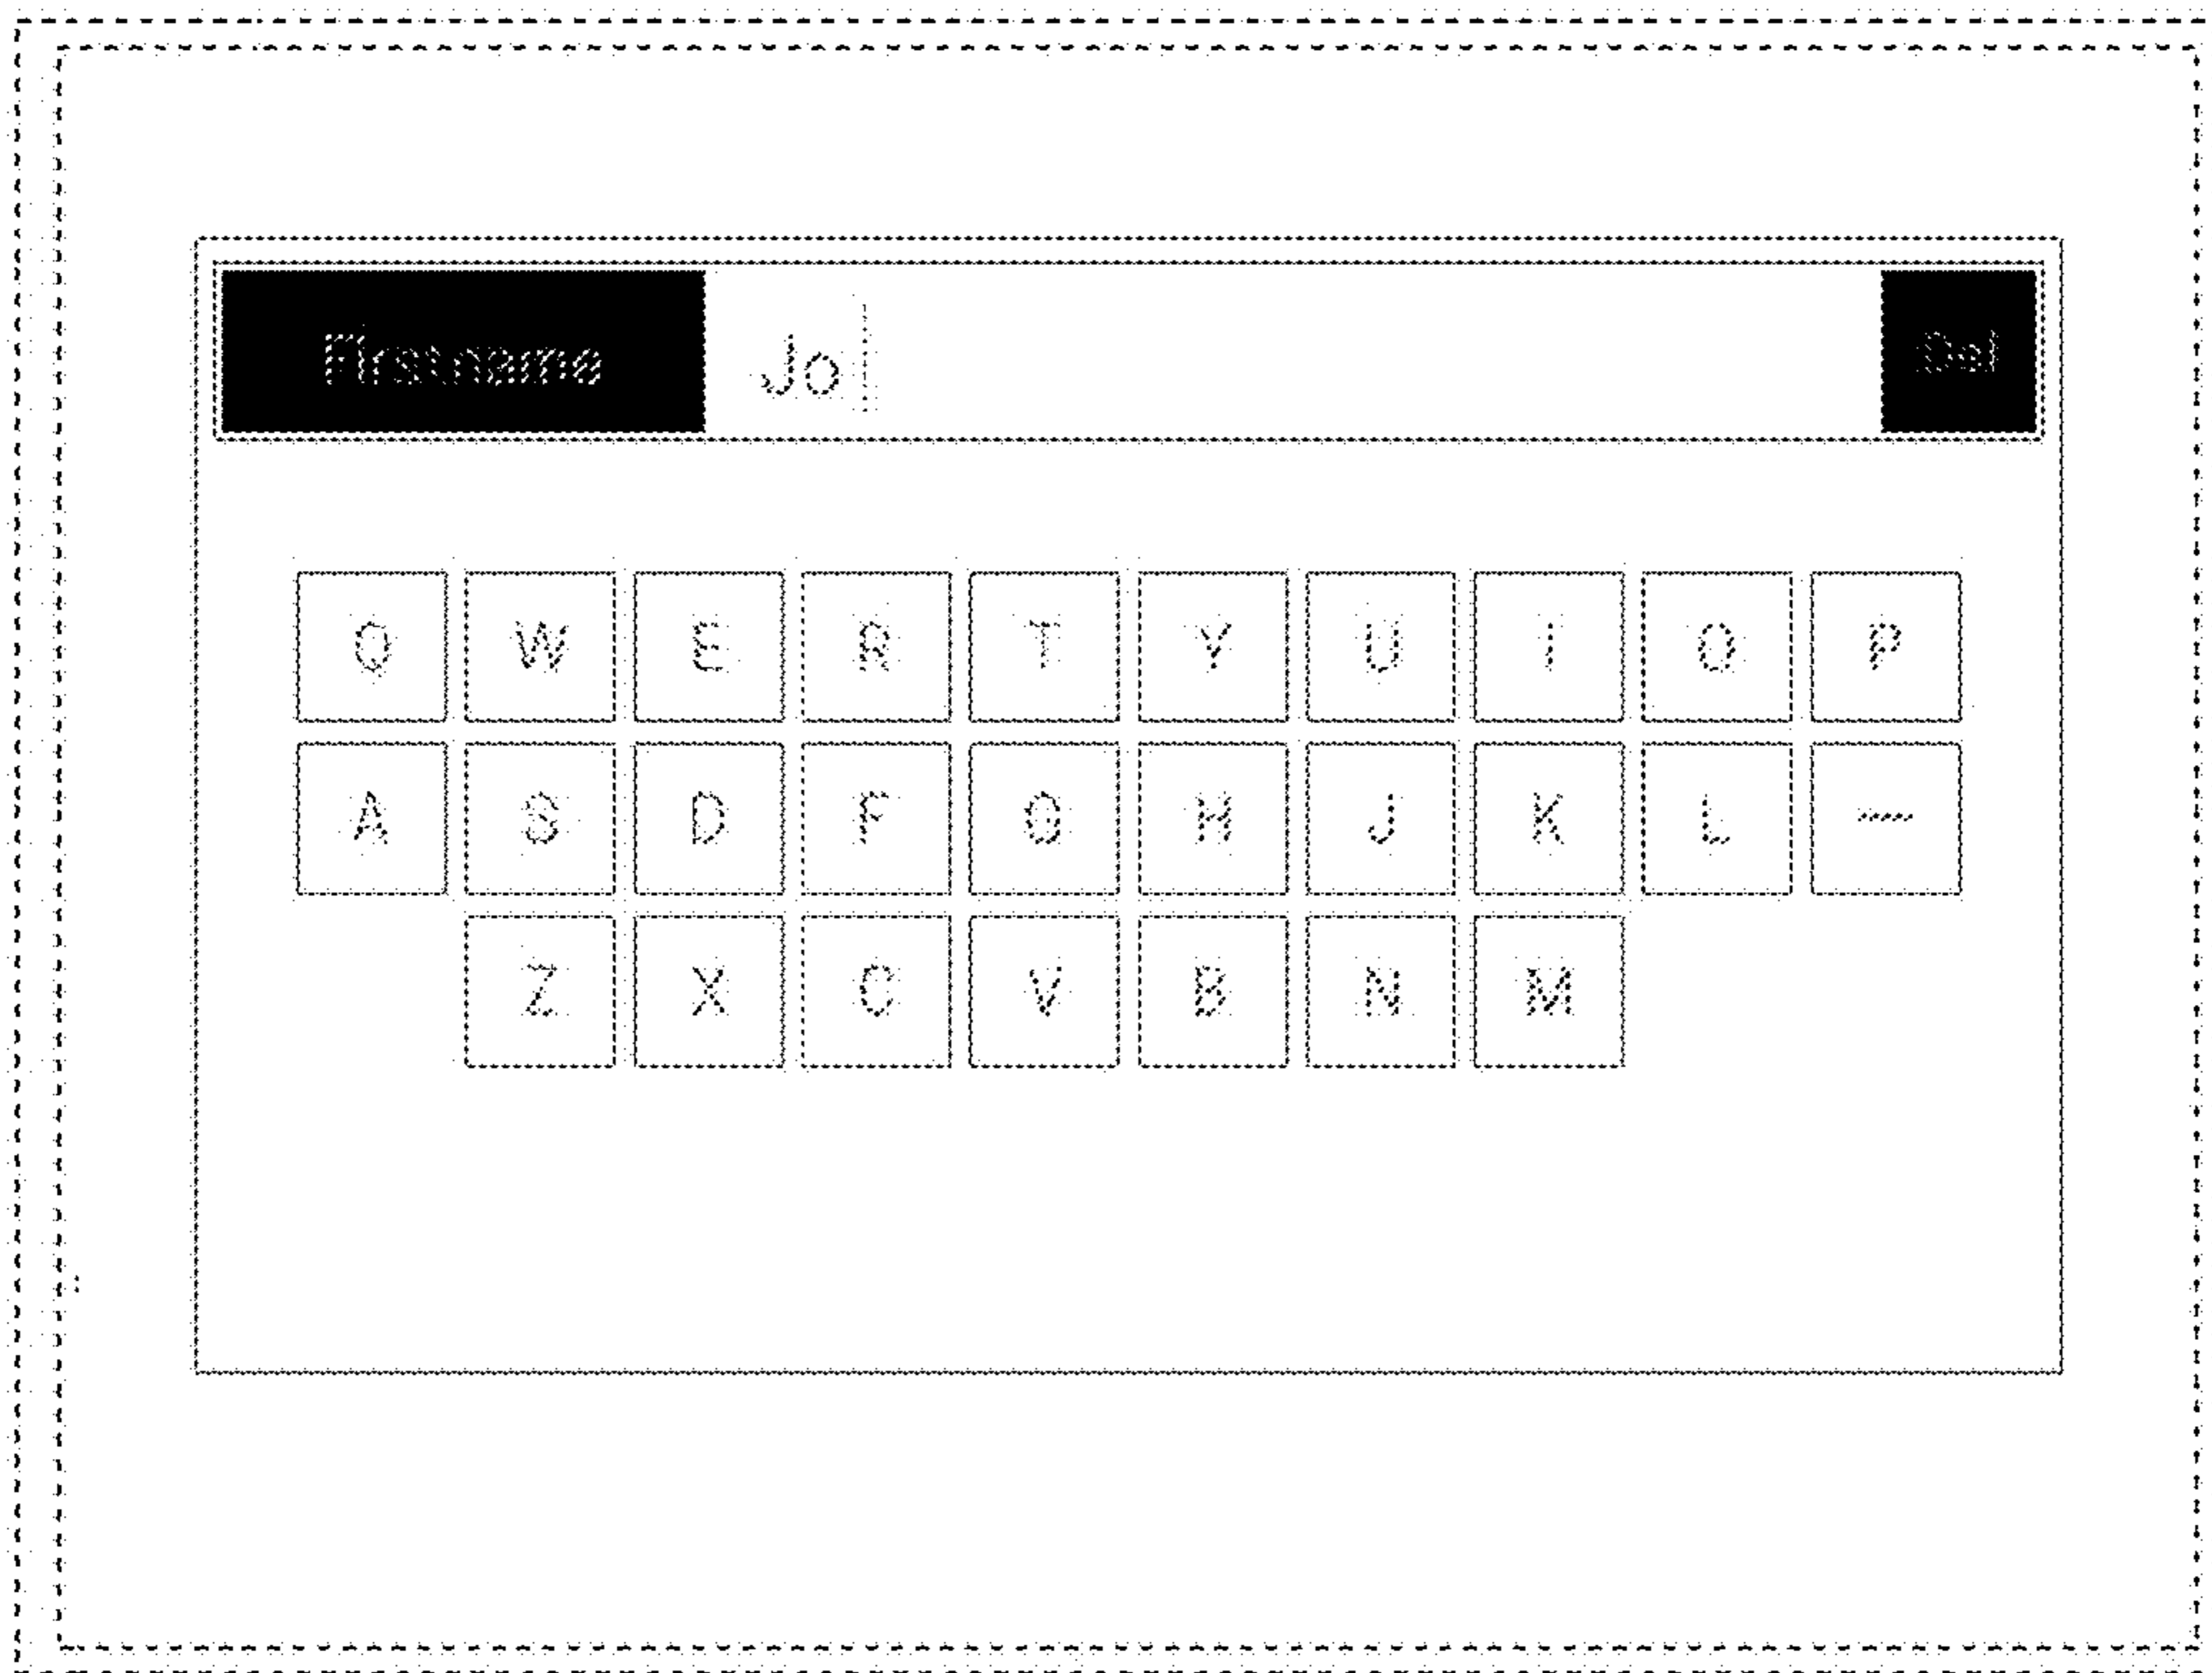 Firstname Jo Del
Q W E R T Y U I O P
A S D F G H J K L —
Z X C V B N M